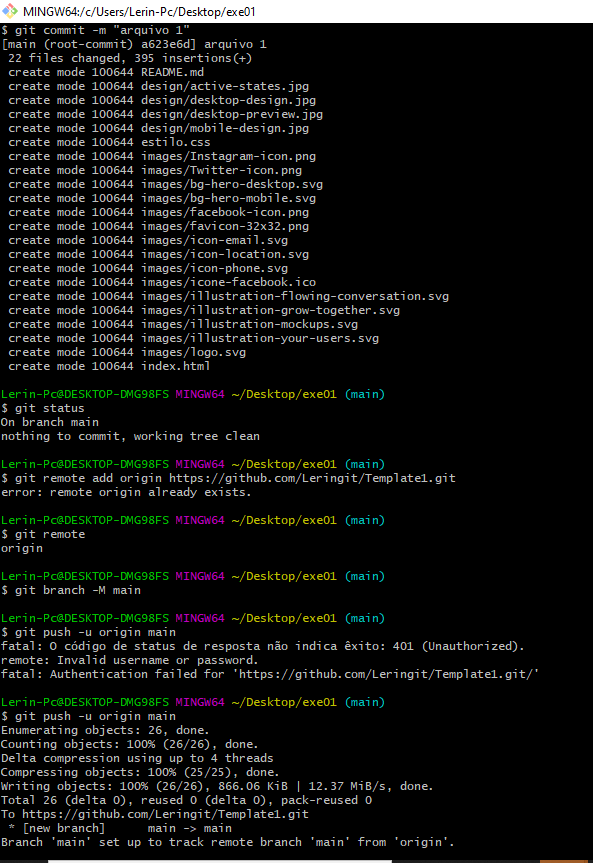 MINGW64:/c/Users/Lerin-Pc/Desktop/exe01
$ git commit -m "arquivo 1"
[main (root-commit) a623e6d] arquivo 1
 22 files changed, 395 insertions(+)
 create mode 100644 README.md
 create mode 100644 design/active-states.jpg
 create mode 100644 design/desktop-design.jpg
 create mode 100644 design/desktop-preview.jpg
 create mode 100644 design/mobile-design.jpg
 create mode 100644 estilo.css
 create mode 100644 images/Instagram-icon.png
 create mode 100644 images/Twitter-icon.png
 create mode 100644 images/bg-hero-desktop.svg
 create mode 100644 images/bg-hero-mobile.svg
 create mode 100644 images/facebook-icon.png
 create mode 100644 images/favicon-32x32.png
 create mode 100644 images/icon-email.svg
 create mode 100644 images/icon-location.svg
 create mode 100644 images/icon-phone.svg
 create mode 100644 images/icone-facebook.ico
 create mode 100644 images/illustration-flowing-conversation.svg
 create mode 100644 images/illustration-grow-together.svg
 create mode 100644 images/illustration-mockups.svg
 create mode 100644 images/illustration-your-users.svg
 create mode 100644 images/logo.svg
 create mode 100644 index.html
Lerin-Pc@DESKTOP-DMG98FS MINGW64 ~/Desktop/exe01 (main)
$ git status
On branch main
nothing to commit, working tree clean
Lerin-Pc@DESKTOP-DMG98FS MINGW64 ~/Desktop/exe01 (main)
$ git remote add origin https://github.com/Leringit/Template1.git
error: remote origin already exists.
Lerin-Pc@DESKTOP-DMG98FS MINGW64 ~/Desktop/exe01 (main)
$ git remote
origin
Lerin-Pc@DESKTOP-DMG98FS MINGW64 ~/Desktop/exe01 (main)
$ git branch -M main
Lerin-Pc@DESKTOP-DMG98FS MINGW64 ~/Desktop/exe01 (main)
$ git push -u origin main
fatal: O código de status de resposta não indica êxito: 401 (Unauthorized).
remote: Invalid username or password.
fatal: Authentication failed for 'https://github.com/Leringit/Template1.git/'
Lerin-Pc@DESKTOP-DMG98FS MINGW64 ~/Desktop/exe01 (main)
$ git push -u origin main
Enumerating objects: 26, done.
Counting objects: 100% (26/26), done.
Delta compression using up to 4 threads
Compressing objects: 100% (25/25), done.
Writing objects: 100% (26/26), 866.06 KiB | 12.37 MiB/s, done.
Total 26 (delta 0), reused 0 (delta 0), pack-reused 0
To https://github.com/Leringit/Template1.git
 * [new branch]      main -> main
Branch 'main' set up to track remote branch 'main' from 'origin'.